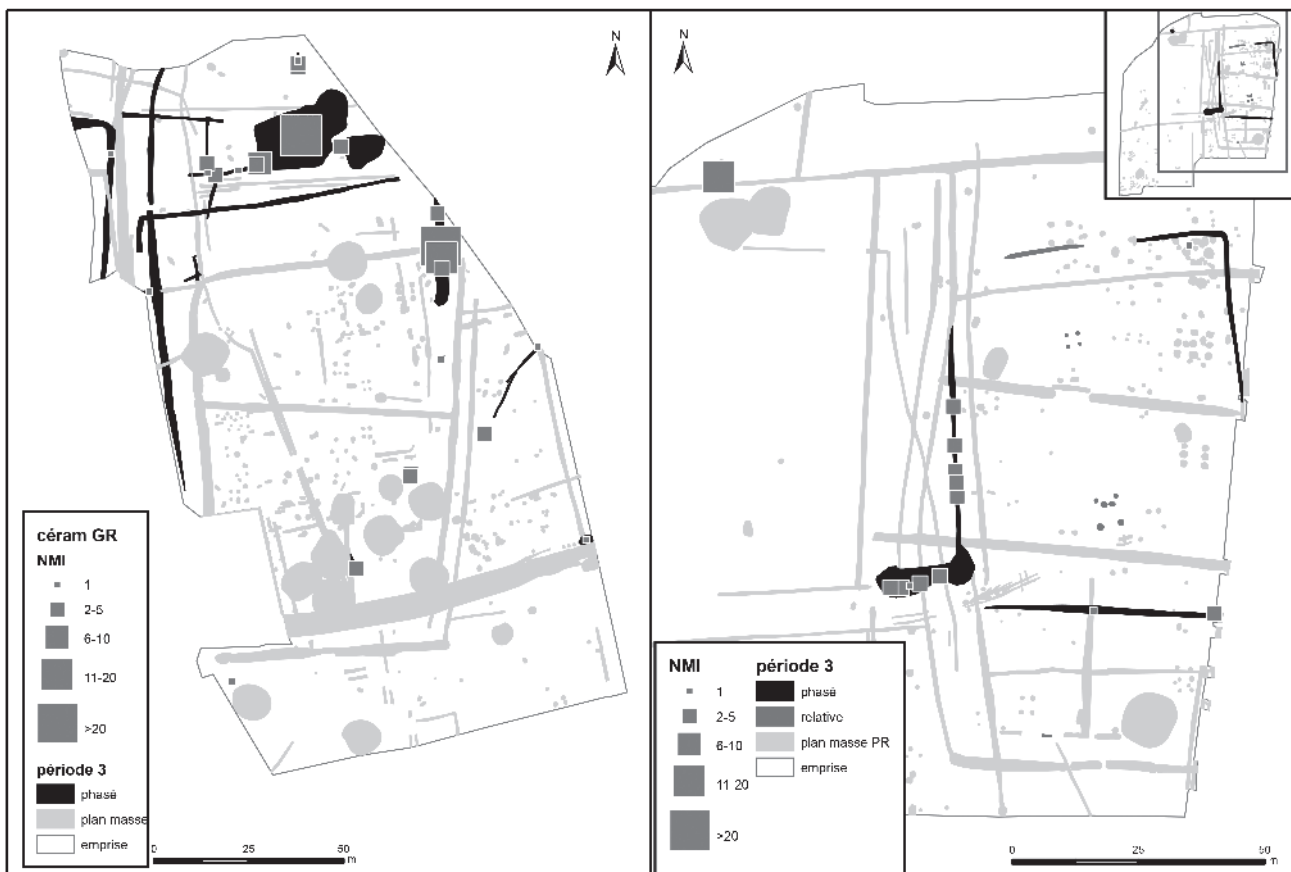 N
céram GR
NMI
1
2-5
6-10
11-20
>20
période 3
phasé
plan masse
emprise
0 25 50
m
N
NMI
1
2-5
6-10
11 20
>20
période 3
phasé
relative
plan masse PR
emprise
0 25 50
m